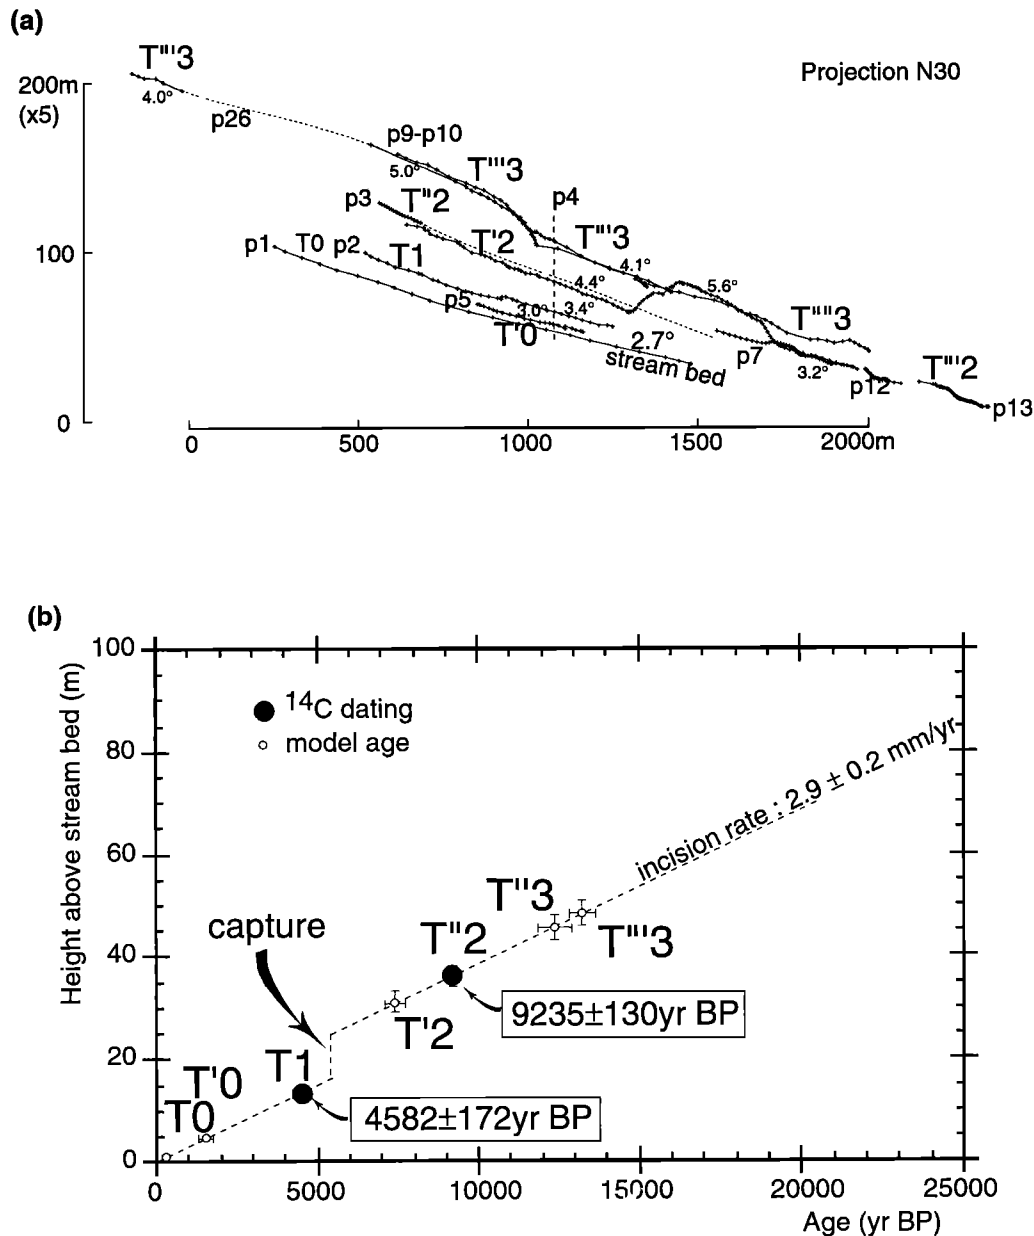 (a)
T'''3
Projection N30
200m
(x5)
4.0°
p26
p9-p10
5.0°
T'''3
p3
T''2
p4
100
p1
T0
p2
T1
T'2
T'''3
4.1°
4.4°
5.6°
p5
3.0°
3.4°
T'0
2.7°
stream bed
p7
T''''3
3.2°
p12
T'''2
p13
0
0
500
1000
1500
2000m
(b)
Height above stream bed (m)
100
80
60
40
20
0
14C dating
model age
incision rate : 2.9 ± 0.2 mm/yr
T''3
T'''3
capture
T''2
9235±130yr BP
T'2
T1
T'0
T0
4582±172yr BP
0
5000
10000
15000
20000
25000
Age (yr BP)